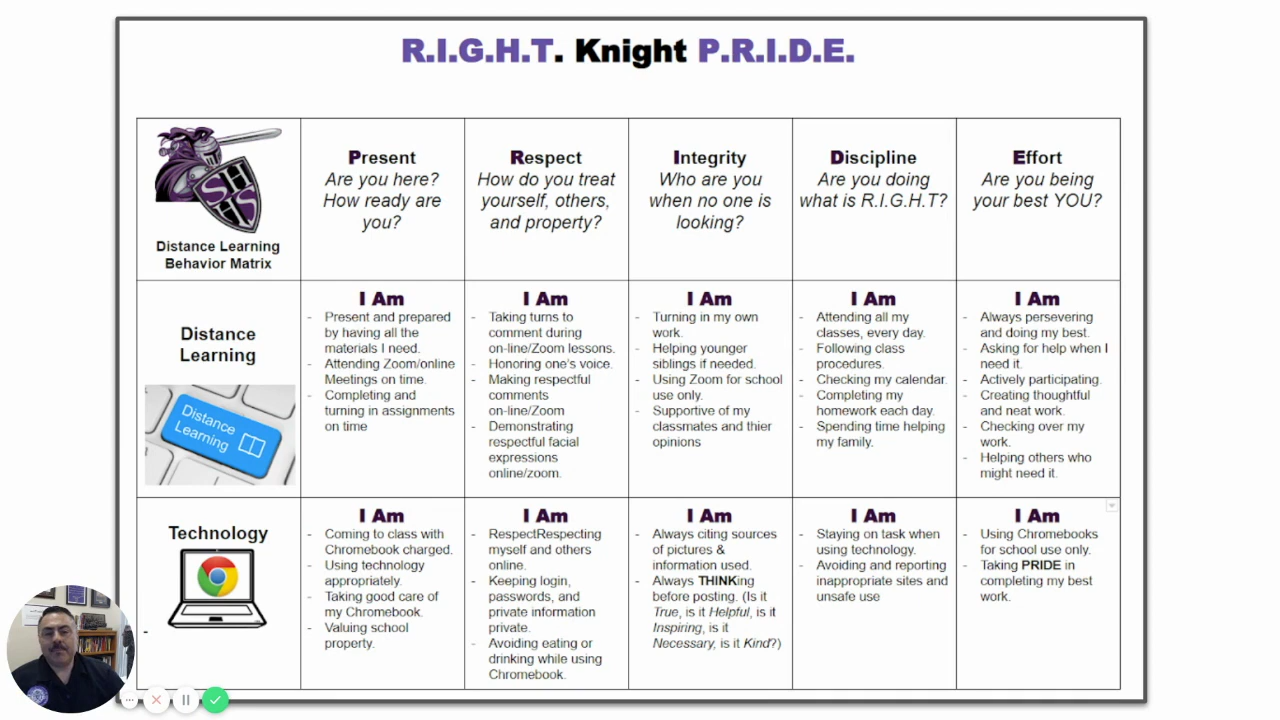 R.I.G.H.T. Knight P.R.I.D.E.
SHHS
Distance Learning
Behavior Matrix
Present
Are you here?
How ready are
you?
Respect
How do you treat
yourself, others,
and property?
Integrity
Who are you
when no one is
looking?
Discipline
Are you doing
what is R.I.G.H.T?
Effort
Are you being
your best YOU?
Distance
Learning
Distance
Learning
I Am
- Present and prepared
by having all the
materials I need.
- Attending Zoom/online
Meetings on time.
- Completing and
turning in assignments
on time
I Am
- Taking turns to
comment during
on-line/Zoom lessons.
- Honoring one's voice.
- Making respectful
comments
on-line/Zoom
- Demonstrating
respectful facial
expressions
online/zoom.
I Am
- Turning in my own
work.
- Helping younger
siblings if needed.
- Using Zoom for school
use only.
- Supportive of my
classmates and thier
opinions
I Am
- Attending all my
classes, every day.
- Following class
procedures.
- Checking my calendar.
- Completing my
homework each day.
- Spending time helping
my family.
I Am
- Always persevering
and doing my best.
- Asking for help when I
need it.
- Actively participating.
- Creating thoughtful
and neat work.
- Checking over my
work.
- Helping others who
might need it.
Technology
I Am
- Coming to class with
Chromebook charged.
- Using technology
appropriately.
- Taking good care of
my Chromebook.
- Valuing school
property.
I Am
- RespectRespecting
myself and others
online.
- Keeping login,
passwords, and
private information
private.
- Avoiding eating or
drinking while using
Chromebook.
I Am
- Always citing sources
of pictures &
information used.
- Always THINKing
before posting. (Is it
True, is it Helpful, is it
Inspiring, is it
Necessary, is it Kind?)
I Am
- Staying on task when
using technology.
- Avoiding and reporting
inappropriate sites and
unsafe use
I Am
- Using Chromebooks
for school use only.
- Taking PRIDE in
completing my best
work.